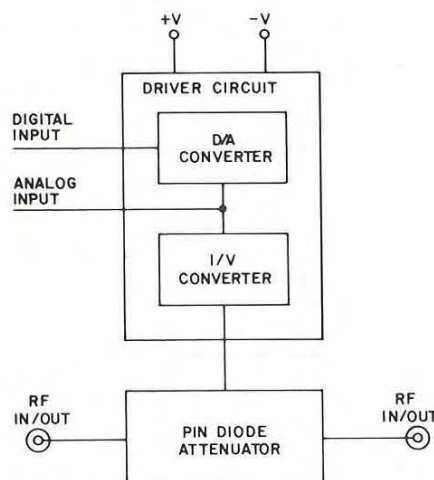 +V
-V
DRIVER CIRCUIT
DIGITAL
INPUT
D/A
CONVERTER
ANALOG
INPUT
I/V
CONVERTER
RF
IN/OUT
RF
IN/OUT
PIN DIODE
ATTENUATOR